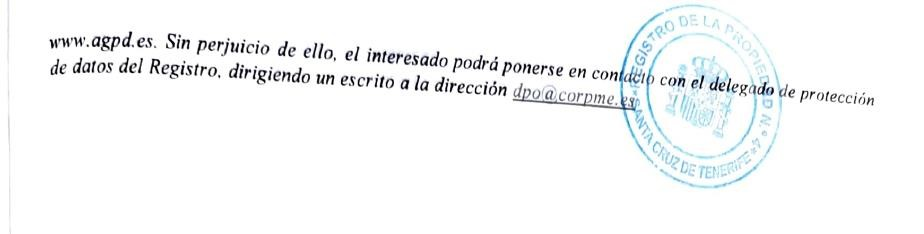 www.agpd.es. Sin perjuicio de ello, el interesado podrá ponerse en contacto con el delegado de protección
de datos del Registro, dirigiendo un escrito a la dirección dpo@corpme.es
REGISTRO DE LA PROPIEDAD N.º 4
SANTA CRUZ DE TENERIFE